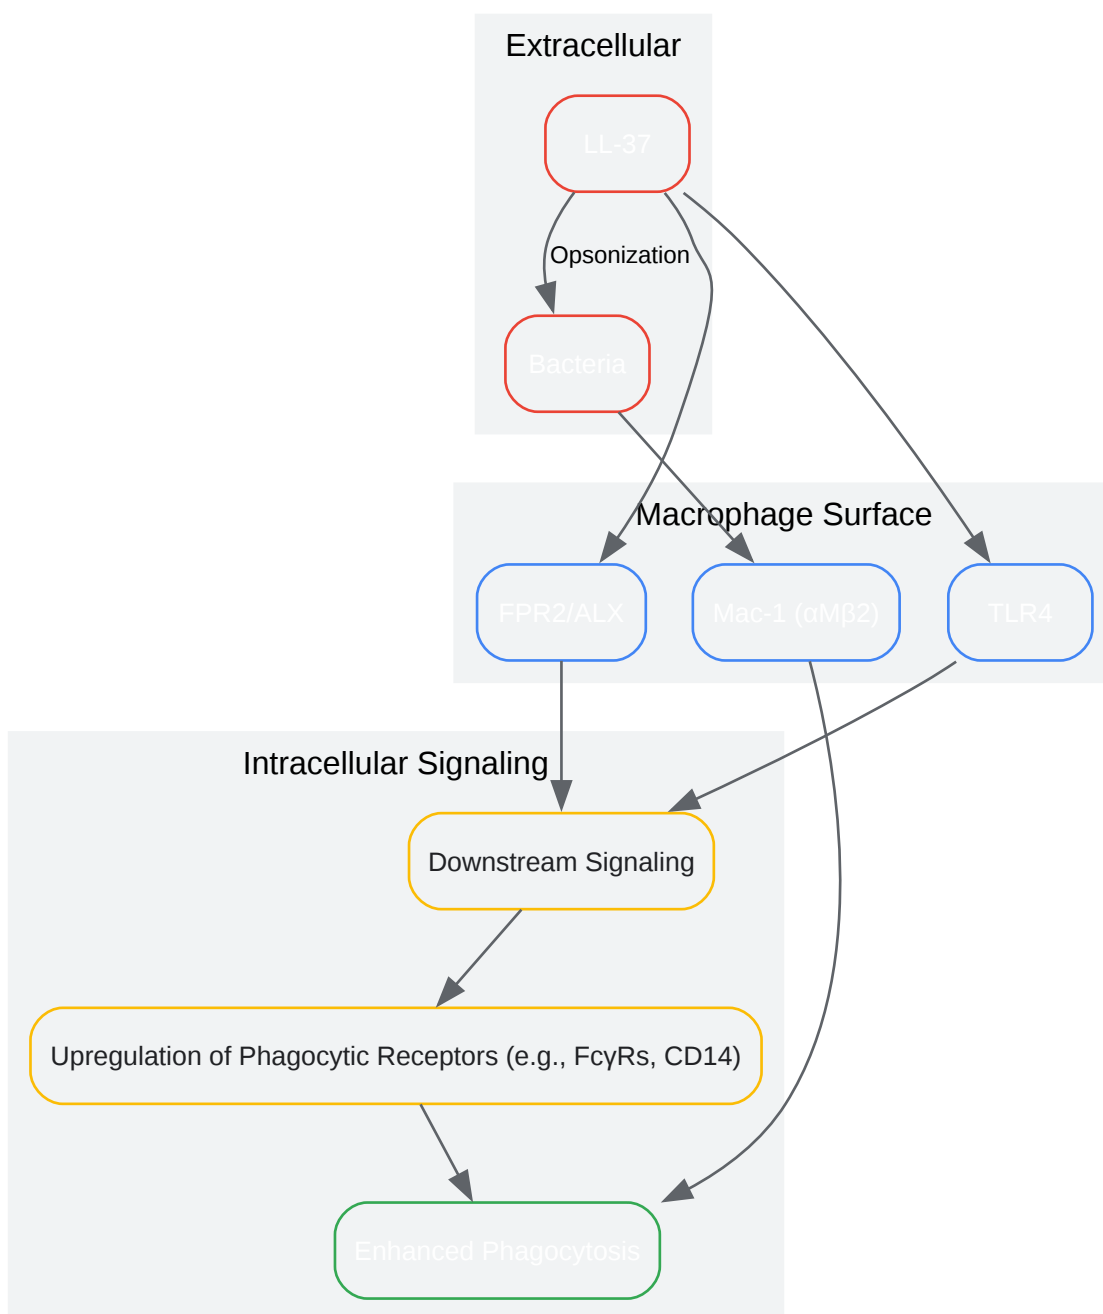 Extracellular
LL-37
Opsonization
Bacteria
Macrophage Surface
FPR2/ALX
Mac-1 (αMβ2)
TLR4
Intracellular Signaling
Downstream Signaling
Upregulation of Phagocytic Receptors (e.g., FcγRs, CD14)
Enhanced Phagocytosis